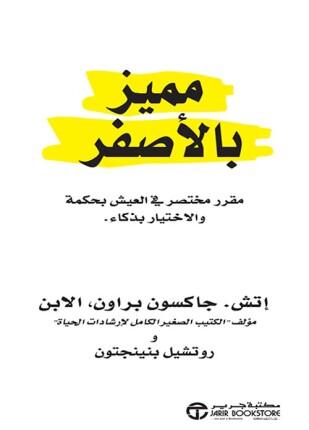 مميز
بالأصفر
مقرر مختصر في العيش بحكمة
والاختيار بذكاء.
إتش. جاكسون براون، الابن
مؤلف "الكتيب الصغير الكامل لإرشادات الحياة"
و
روتشيل بنينجتون
مكتبة جرير
JARIR BOOKSTORE